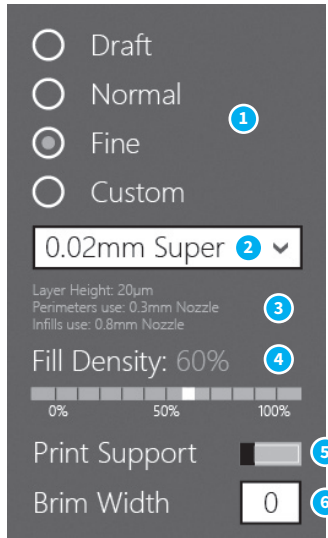 Draft
Normal
1
Fine
Custom
0.02mm Super 2
Layer Height: 20µm
Perimeters use: 0.3mm Nozzle
Infills use: 0.8mm Nozzle
3
Fill Density: 60% 4
0% 50% 100%
Print Support 5
Brim Width 0 6